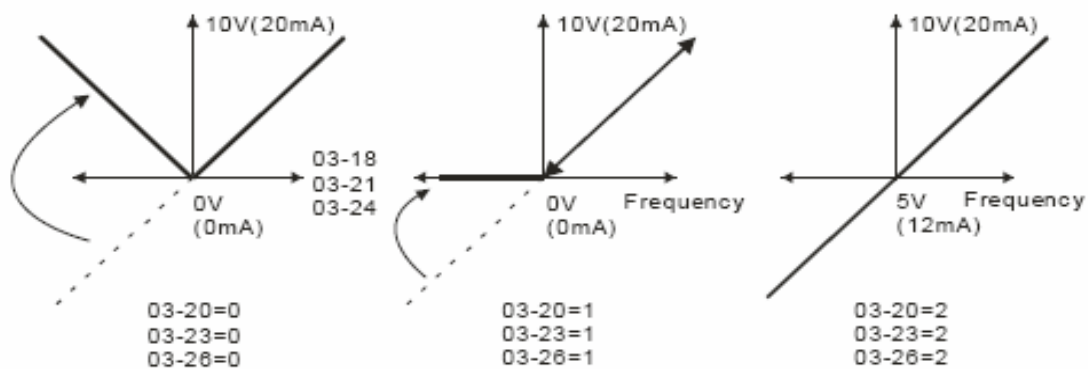 10V(20mA)
03-18
03-21
03-24
0V
(0mA)
03-20=0
03-23=0
03-26=0
10V(20mA)
0V
(0mA)
Frequency
03-20=1
03-23=1
03-26=1
10V(20mA)
5V
(12mA)
Frequency
03-20=2
03-23=2
03-26=2